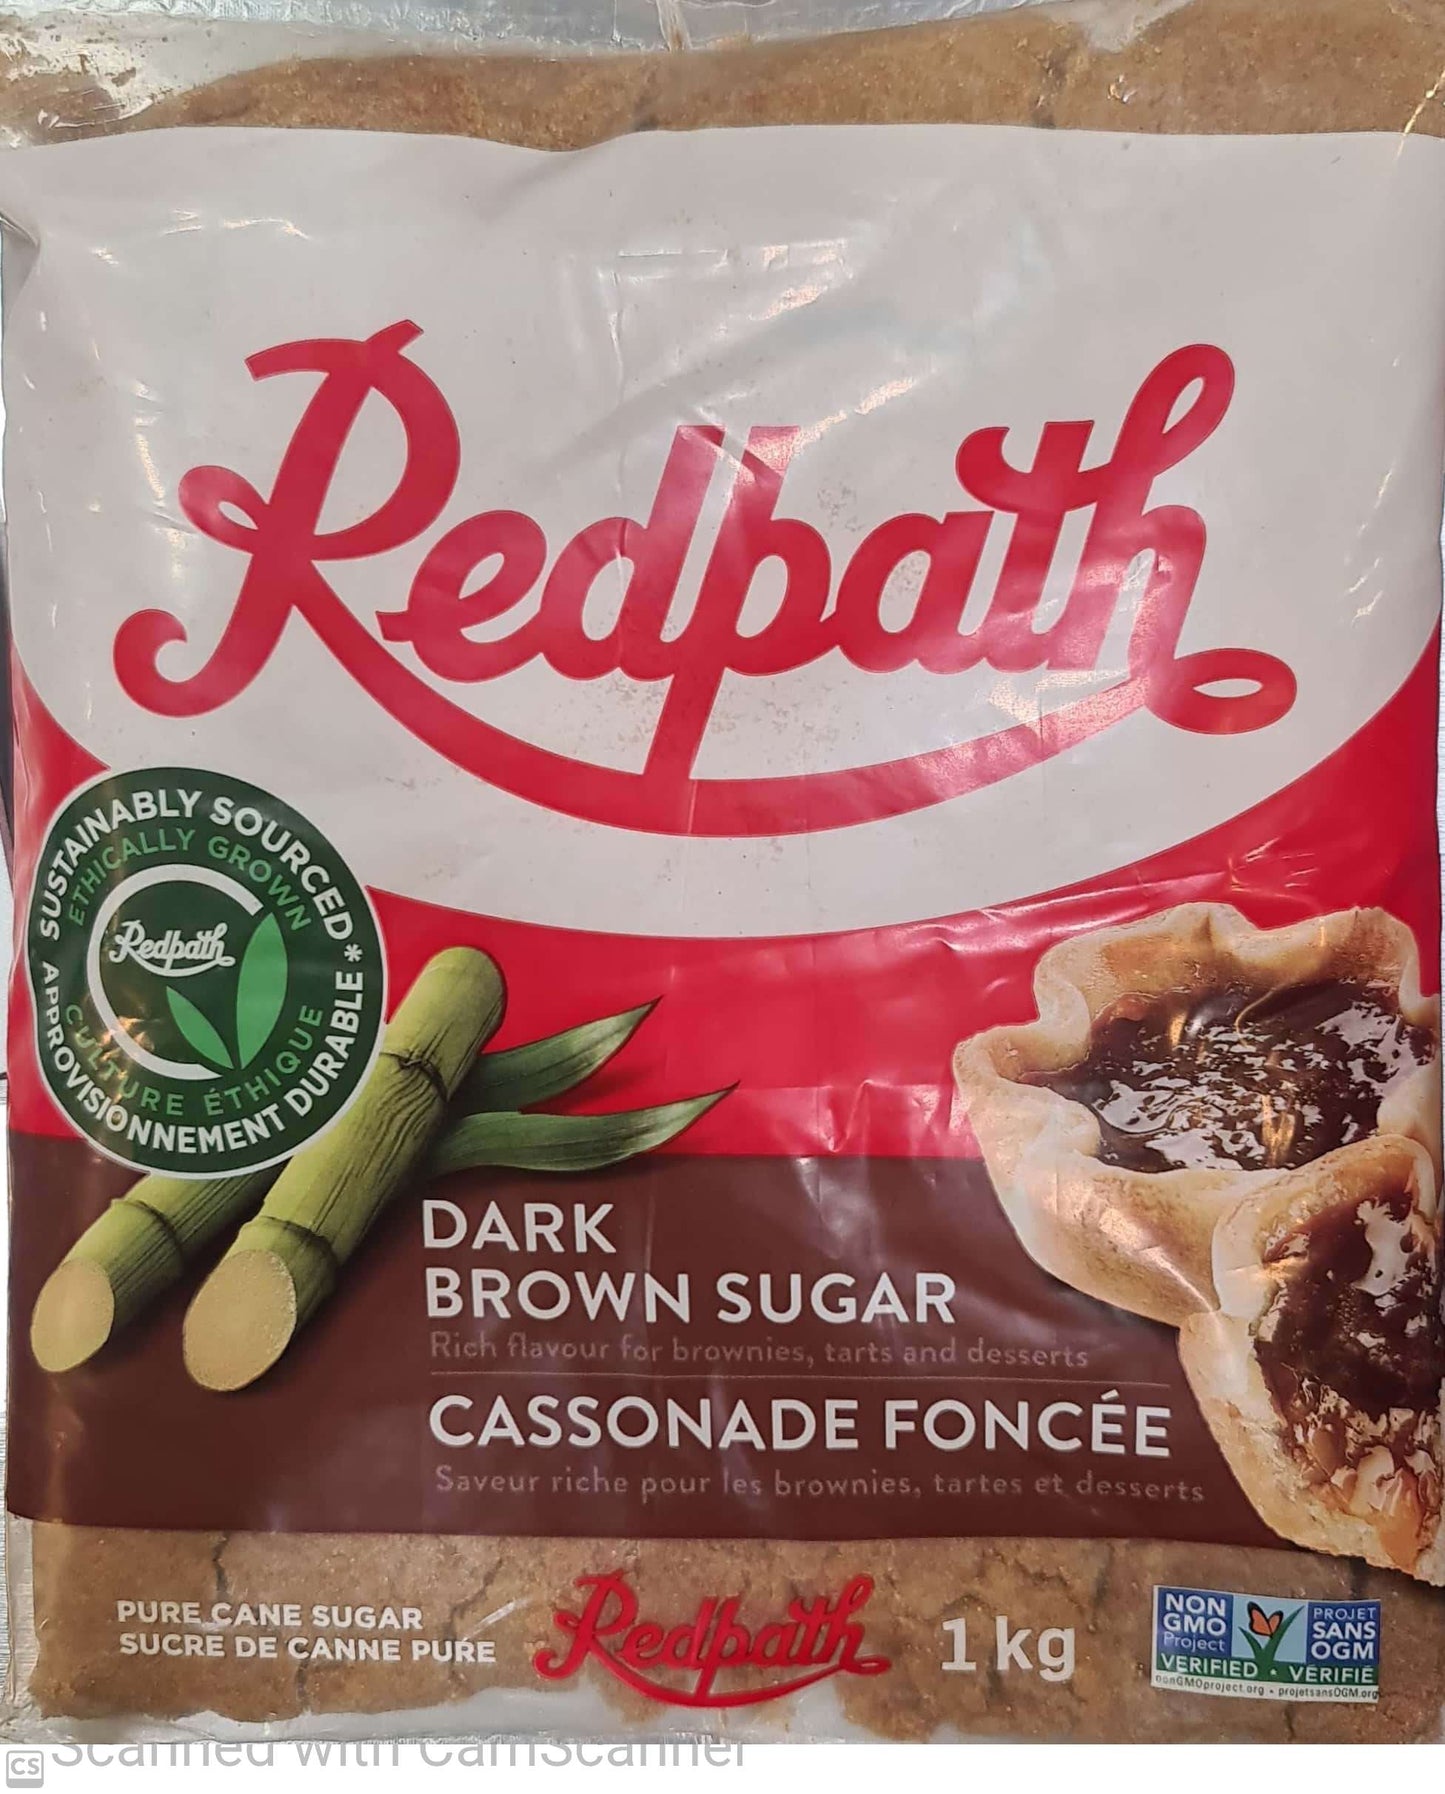 Redpath
SUSTAINABLY SOURCED*
ETHICALLY GROWN
Redpath
CULTURE ÉTHIQUE
APPROVISIONNEMENT DURABLE*
DARK
BROWN SUGAR
Rich flavour for brownies, tarts and desserts
CASSONADE FONCÉE
Saveur riche pour les brownies, tartes et desserts
PURE CANE SUGAR
SUCRE DE CANNE PURE
Redpath
1 kg
NON
GMO
Project
VERIFIED
PROJET
SANS
OGM
VÉRIFIÉ
nonGMOproject.org • projetsansOGM.org
CS Scanned with CamScanner